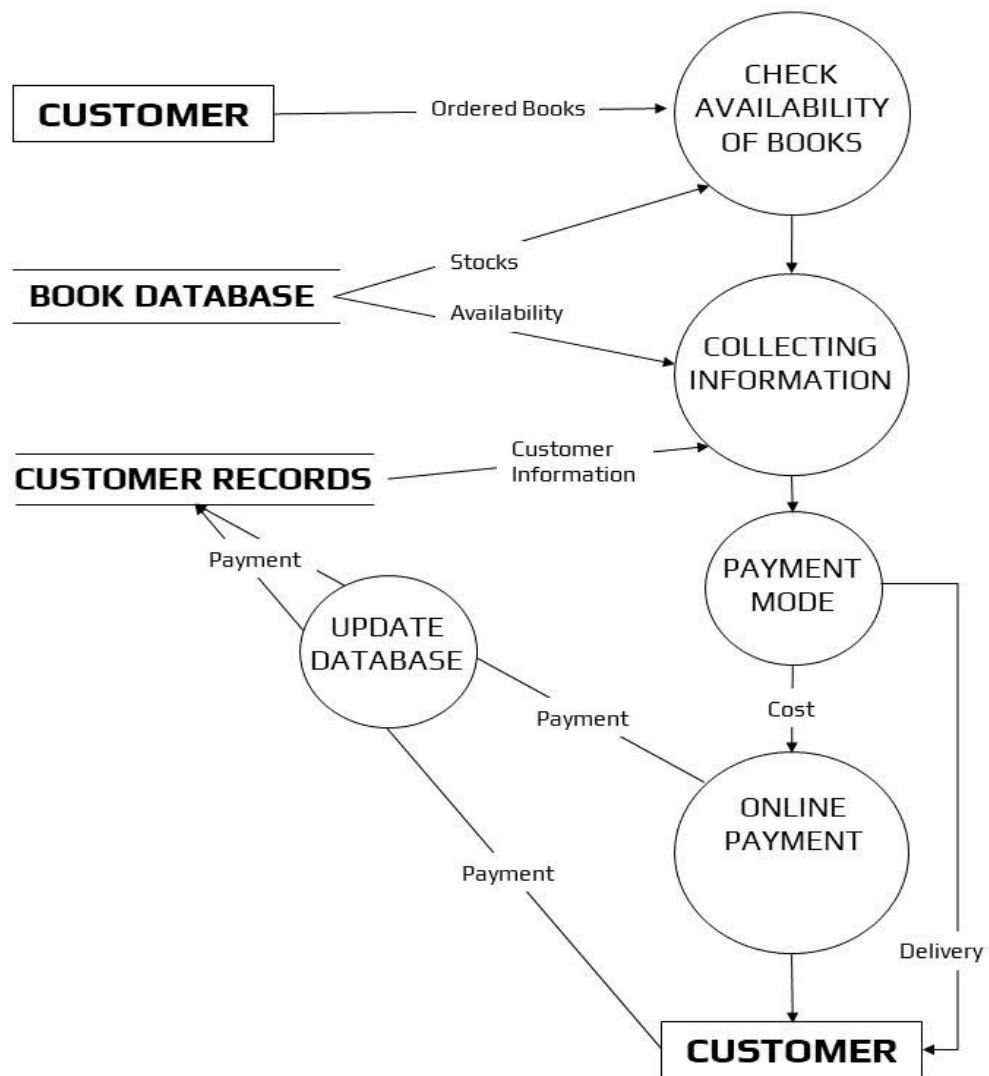 CUSTOMER
Ordered Books
CHECK
AVAILABILITY
OF BOOKS
Stocks
BOOK DATABASE
Availability
COLLECTING
INFORMATION
CUSTOMER RECORDS
Customer
Information
Payment
PAYMENT
MODE
UPDATE
DATABASE
Payment
Cost
ONLINE
PAYMENT
Payment
Delivery
CUSTOMER